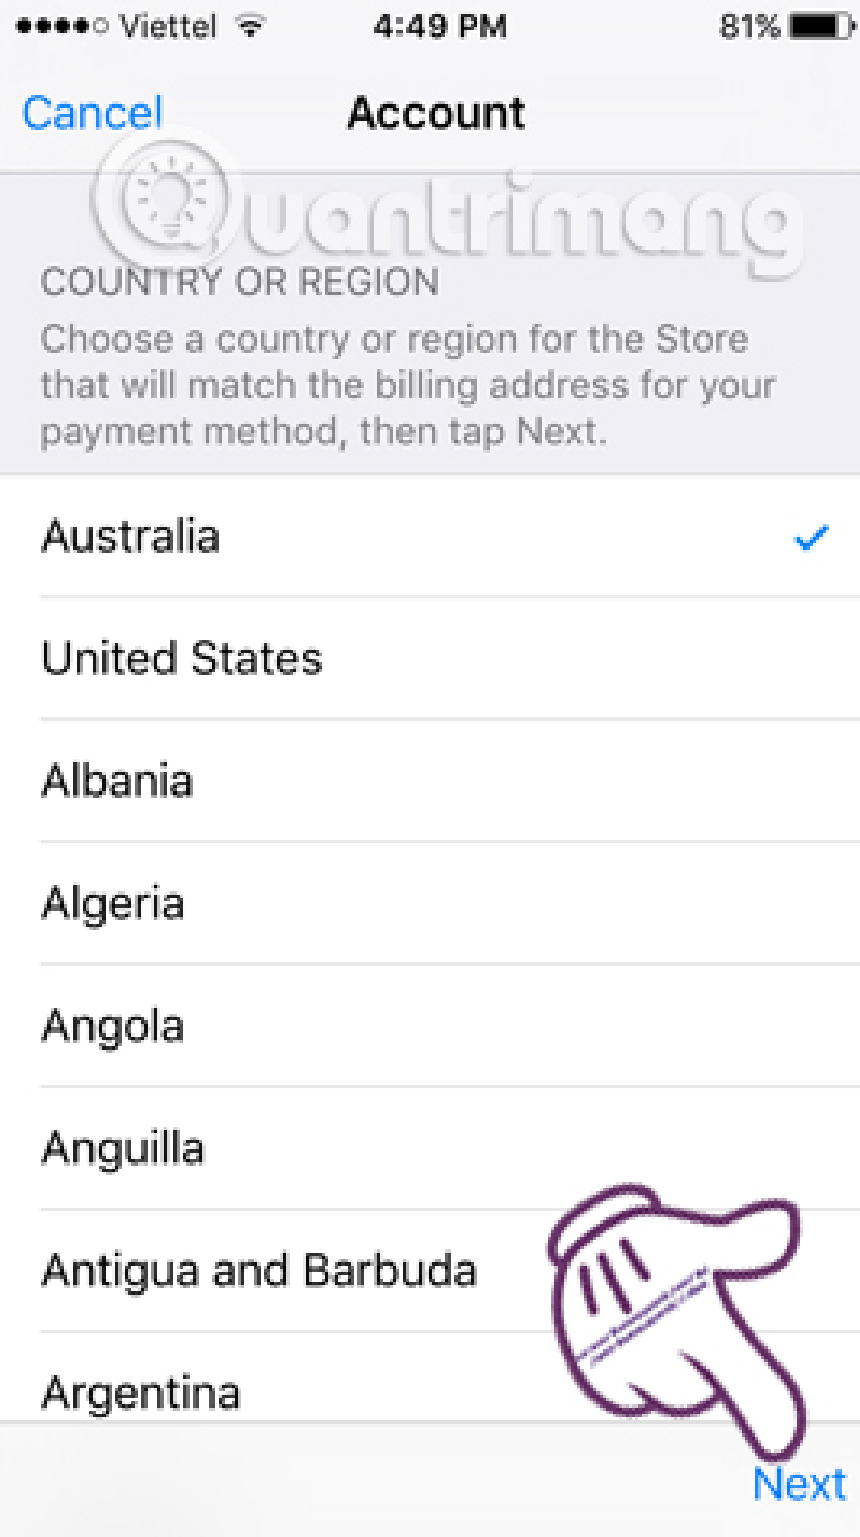 Viettel 4:49 PM 81%
Cancel Account
Quantrimang
COUNTRY OR REGION
Choose a country or region for the Store
that will match the billing address for your
payment method, then tap Next.
Australia
United States
Albania
Algeria
Angola
Anguilla
Antigua and Barbuda
Argentina
Next